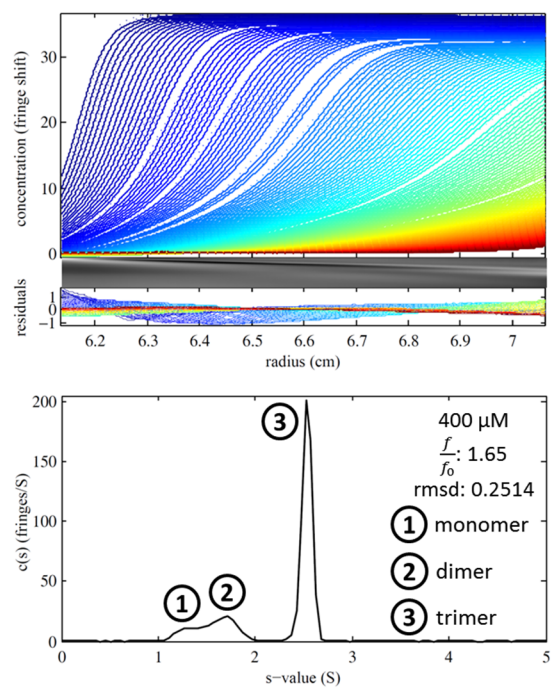 concentration (fringe shift)
30
20
10
0
residuals
1
0
−1
6.2 6.3 6.4 6.5 6.6 6.7 6.8 6.9 7
radius (cm)
c(s) (fringes/S)
200
150
100
50
0
3
400 µM
f/f₀: 1.65
rmsd: 0.2514
1 monomer
2 dimer
3 trimer
1
2
0 1 2 3 4 5
s−value (S)